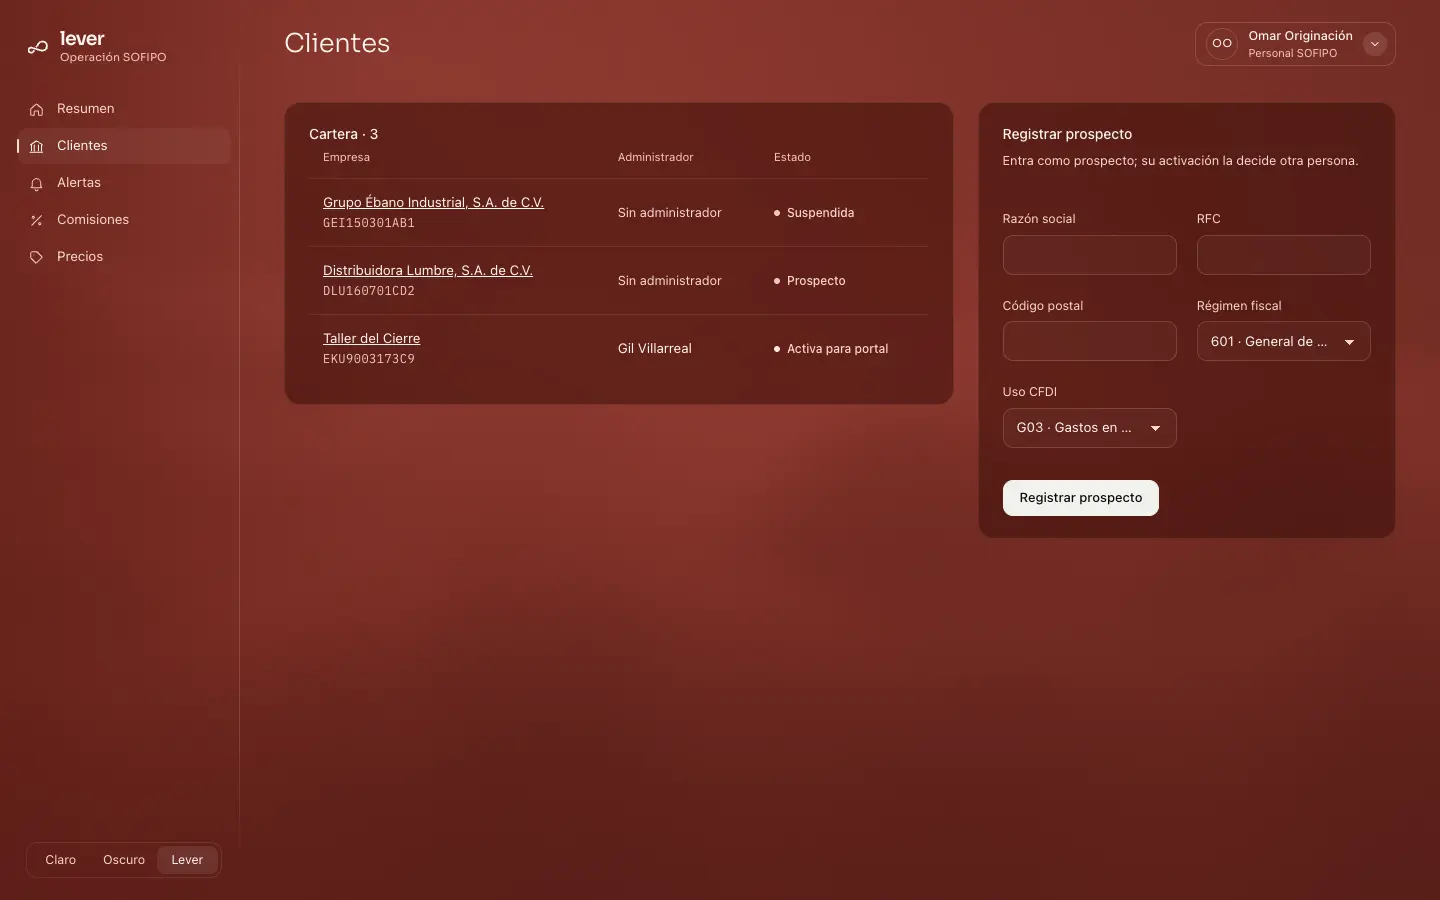 lever
Operación SOFIPO
Resumen
Clientes
Alertas
Comisiones
Precios
Claro Oscuro Lever
Clientes
OO
Omar Originación
Personal SOFIPO
Cartera · 3
Empresa Administrador Estado
Grupo Ébano Industrial, S.A. de C.V.
GEI150301AB1
Sin administrador
Suspendida
Distribuidora Lumbre, S.A. de C.V.
DLU160701CD2
Sin administrador
Prospecto
Taller del Cierre
EKU9003173C9
Gil Villarreal
Activa para portal
Registrar prospecto
Entra como prospecto; su activación la decide otra persona.
Razón social RFC
Código postal Régimen fiscal
601 · General de ...
Uso CFDI
G03 · Gastos en ...
Registrar prospecto